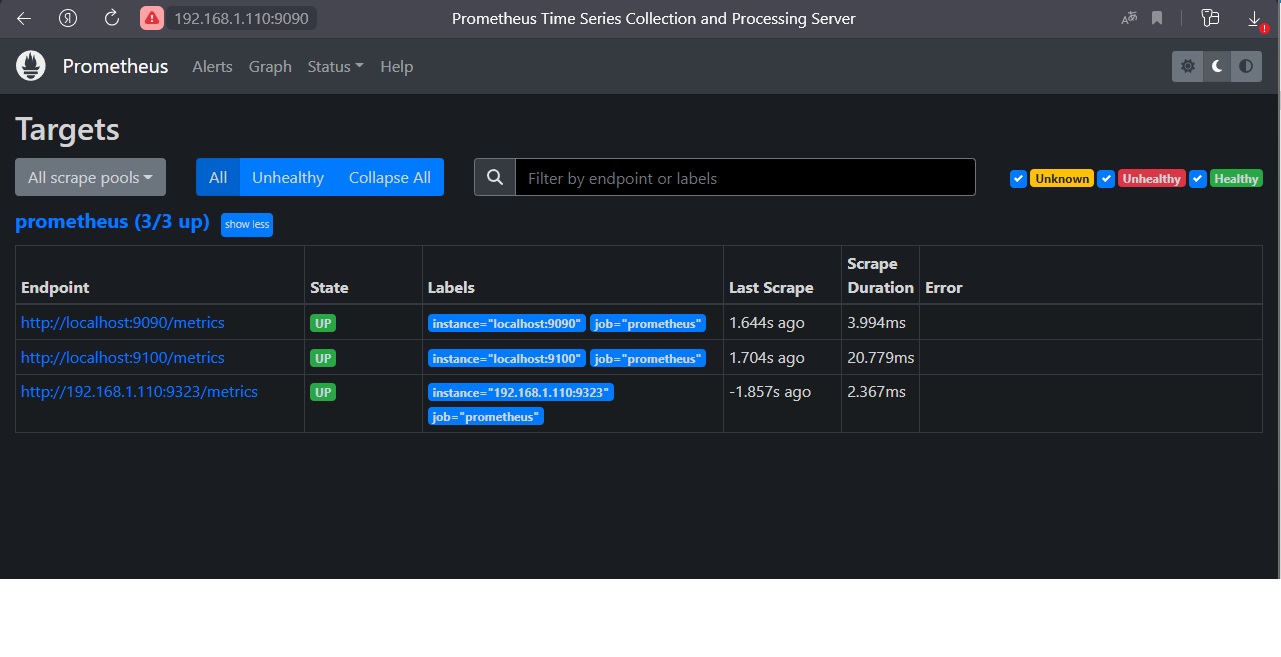 192.168.1.110:9090 Prometheus Time Series Collection and Processing Server
Prometheus Alerts Graph Status Help
Targets
All scrape pools All Unhealthy Collapse All Filter by endpoint or labels Unknown Unhealthy Healthy
prometheus (3/3 up) show less
Endpoint State Labels Last Scrape Scrape Duration Error
http://localhost:9090/metrics UP instance="localhost:9090" job="prometheus" 1.644s ago 3.994ms
http://localhost:9100/metrics UP instance="localhost:9100" job="prometheus" 1.704s ago 20.779ms
http://192.168.1.110:9323/metrics UP instance="192.168.1.110:9323" -1.857s ago 2.367ms
job="prometheus"